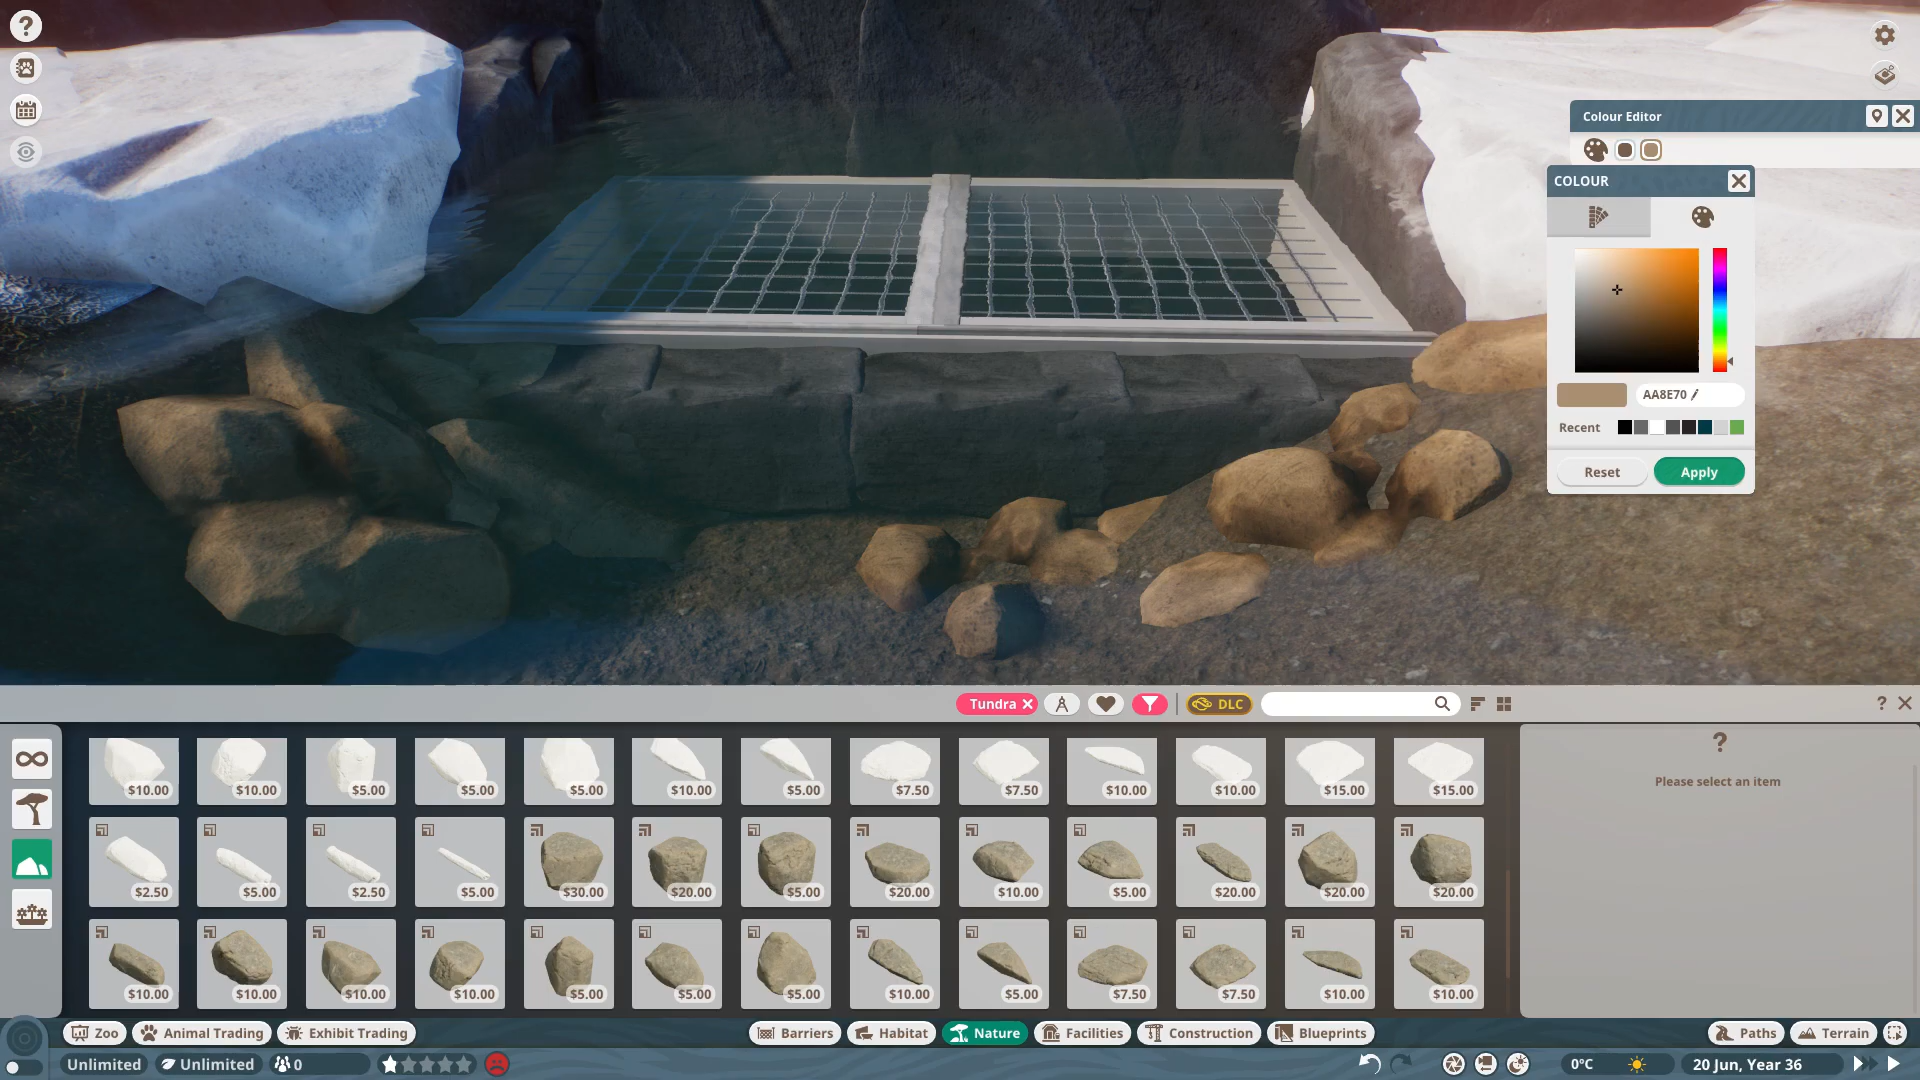 ?
Colour Editor
COLOUR
AA8E70
Recent
Reset
Apply
Tundra
DLC
?
?
Please select an item
$10.00 $10.00 $5.00 $5.00 $5.00 $10.00 $5.00 $7.50 $7.50 $10.00 $10.00 $15.00 $15.00
$2.50 $5.00 $2.50 $5.00 $30.00 $20.00 $5.00 $20.00 $10.00 $5.00 $20.00 $20.00 $20.00
$10.00 $10.00 $10.00 $10.00 $5.00 $5.00 $5.00 $10.00 $5.00 $7.50 $7.50 $10.00 $10.00
Zoo Animal Trading Exhibit Trading Barriers Habitat Nature Facilities Construction Blueprints Paths Terrain
Unlimited Unlimited 0 0°C 20 Jun, Year 36